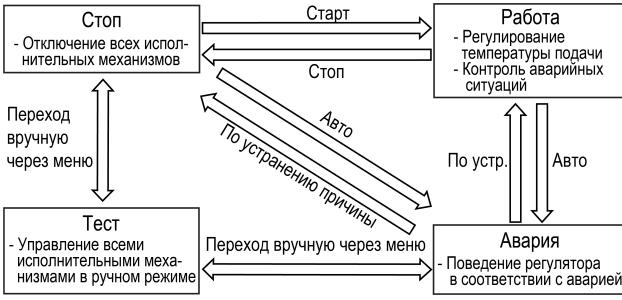 Стоп
- Отключение всех испол-
нительных механизмов
Старт
Стоп
Работа
- Регулирование
температуры подачи
- Контроль аварийных
ситуаций
Переход
вручную
через меню
Авто
По устранению причины
По устр.
Авто
Тест
- Управление всеми
исполнительными меха-
низмами в ручном режиме
Переход вручную через меню
Авария
- Поведение регулятора
в соответствии с аварией